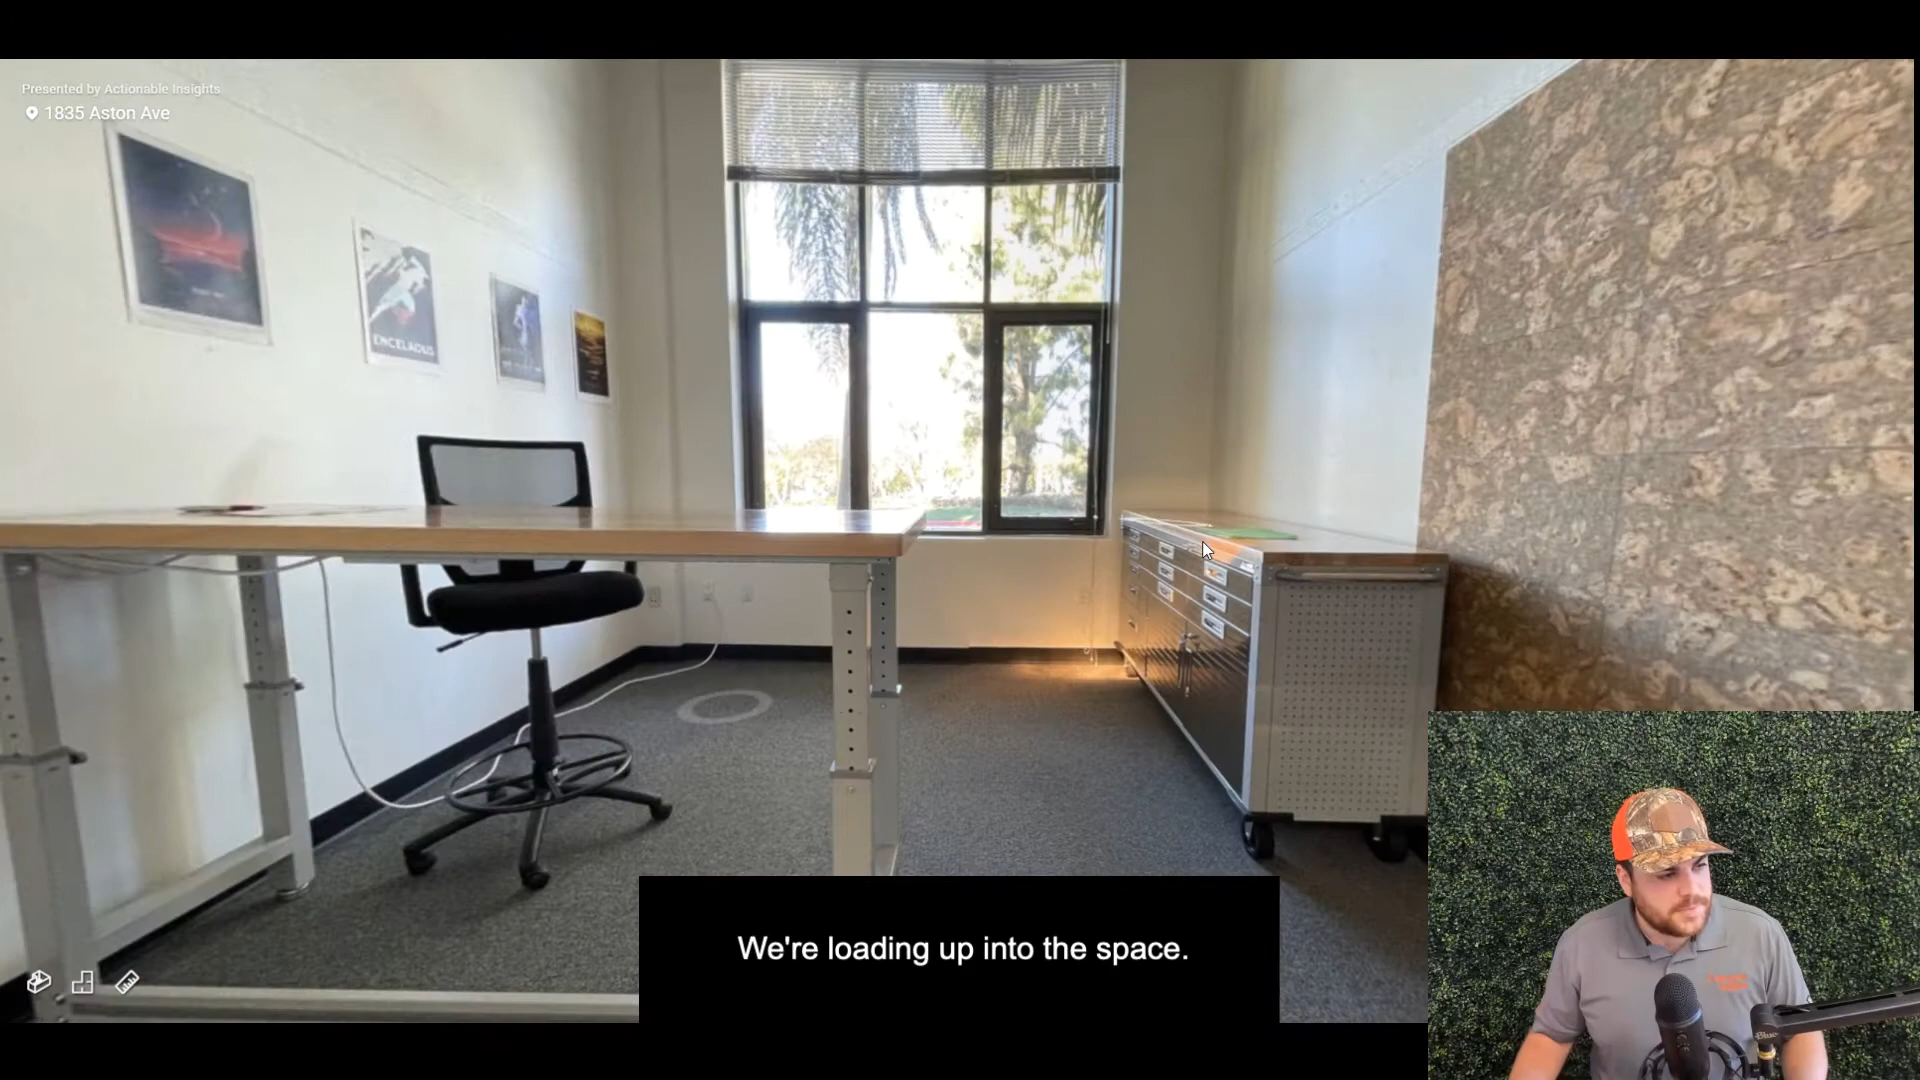 Presented by Actionable Insights
1835 Aston Ave
ENCELADUS
We're loading up into the space.